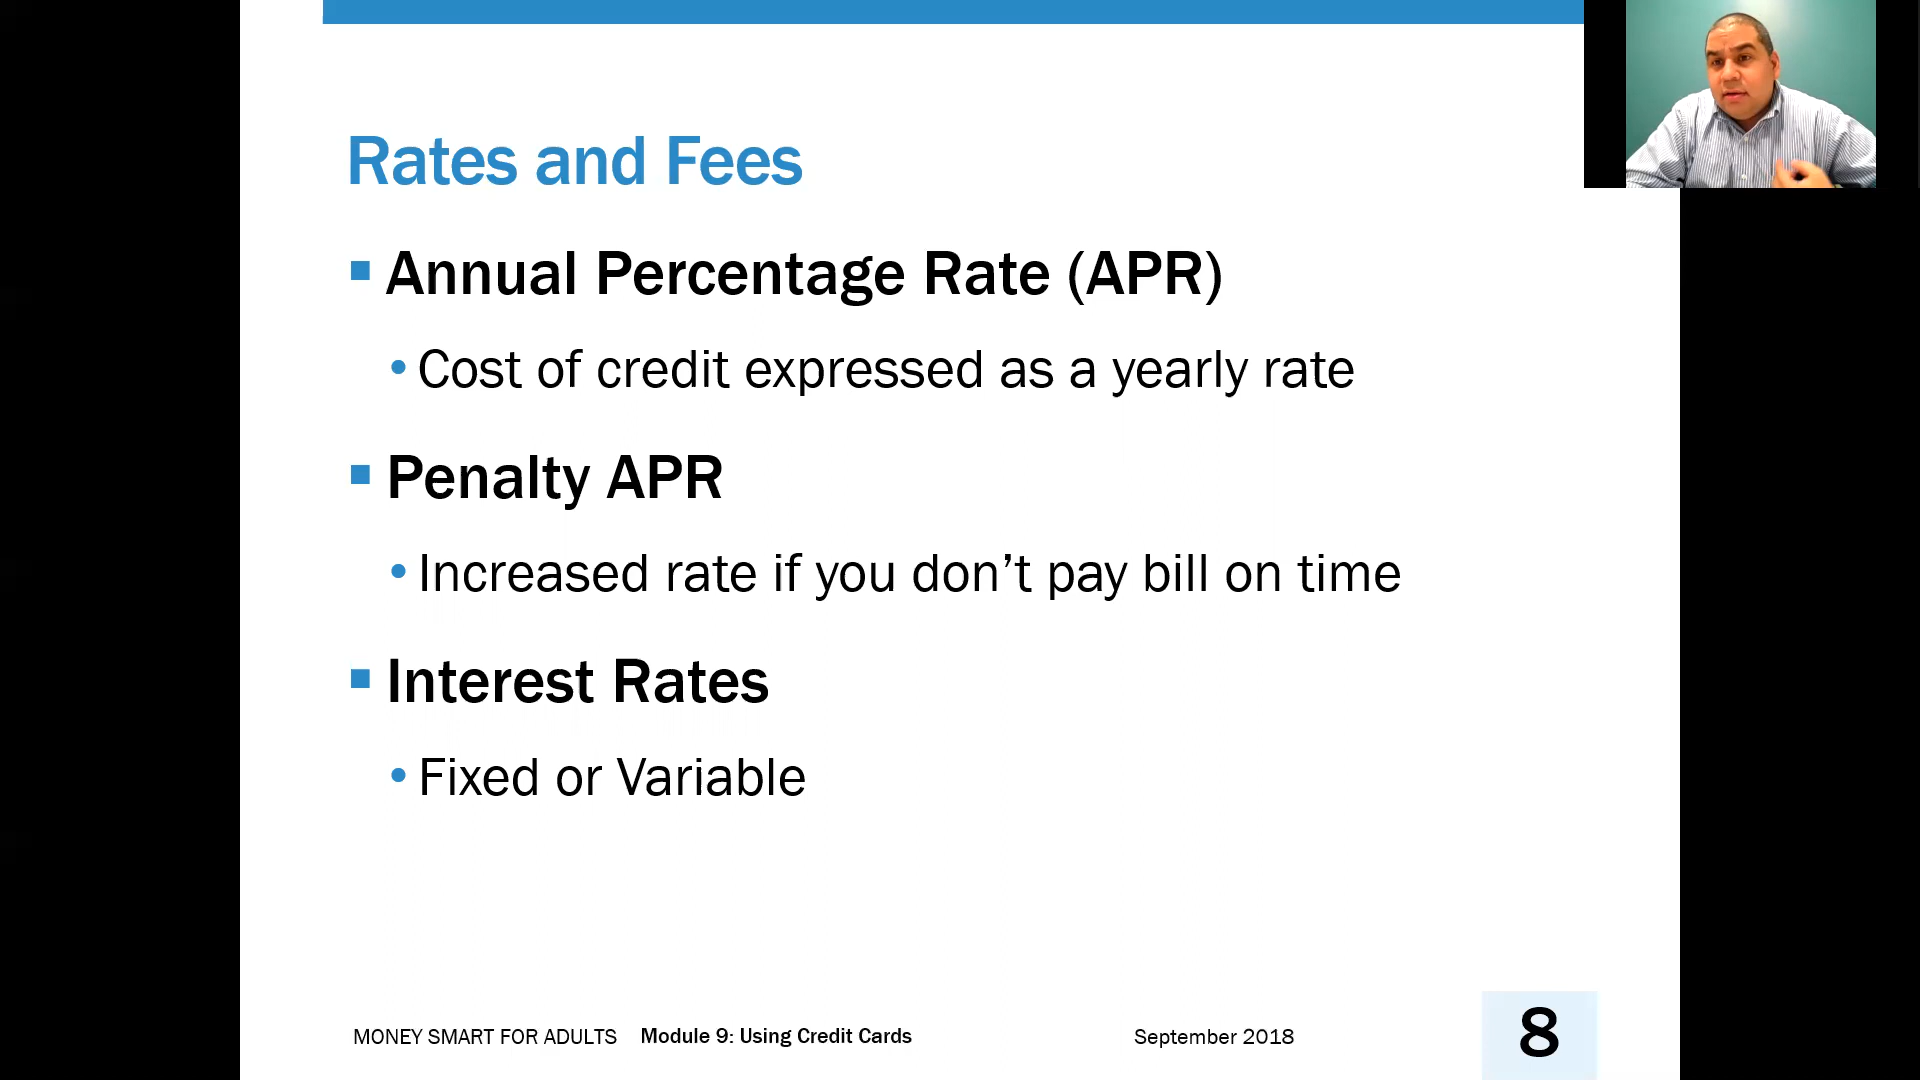 Rates and Fees
Annual Percentage Rate (APR)
Cost of credit expressed as a yearly rate
Penalty APR
Increased rate if you don’t pay bill on time
Interest Rates
Fixed or Variable
MONEY SMART FOR ADULTS Module 9: Using Credit Cards September 2018 8